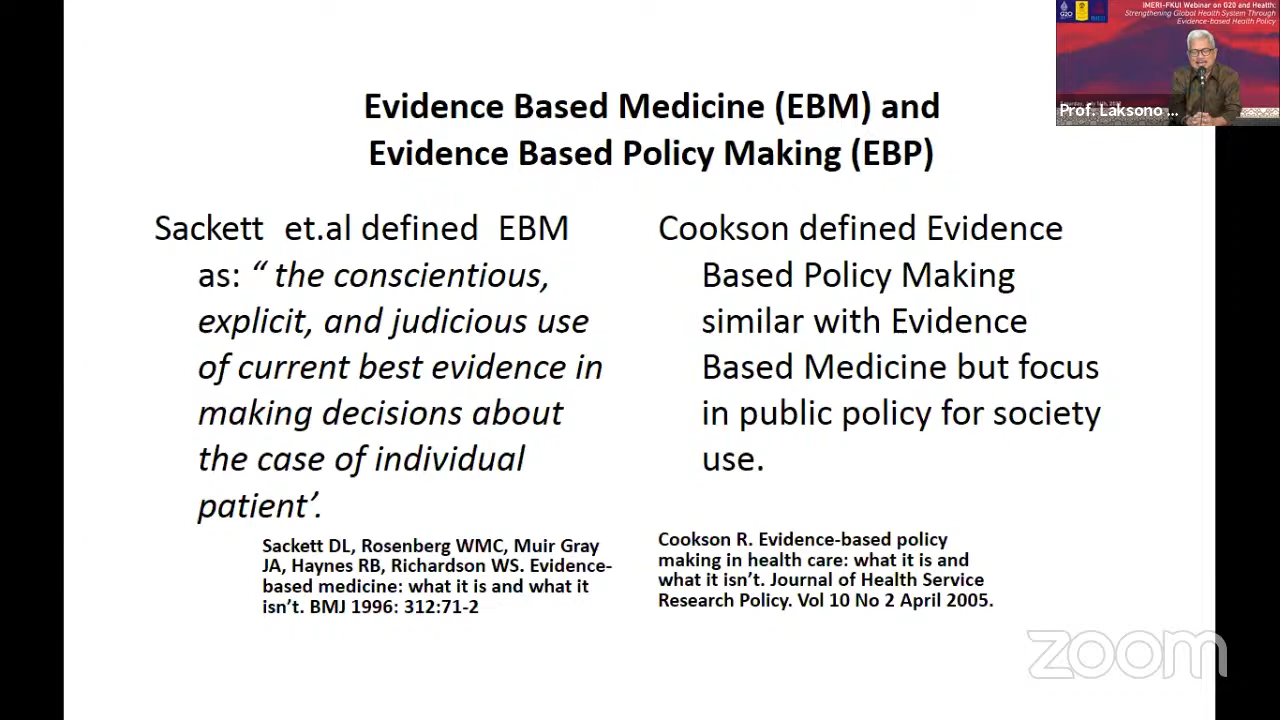 IMERI-FKUI Webinar on G20 and Health:
Strengthening Global Health System Through
Evidence-based Health Policy
Prof. Laksono ...
Evidence Based Medicine (EBM) and
Evidence Based Policy Making (EBP)
Sackett et.al defined EBM
as: “ the conscientious,
explicit, and judicious use
of current best evidence in
making decisions about
the case of individual
patient’.
Sackett DL, Rosenberg WMC, Muir Gray
JA, Haynes RB, Richardson WS. Evidence-
based medicine: what it is and what it
isn’t. BMJ 1996: 312:71-2
Cookson defined Evidence
Based Policy Making
similar with Evidence
Based Medicine but focus
in public policy for society
use.
Cookson R. Evidence-based policy
making in health care: what it is and
what it isn’t. Journal of Health Service
Research Policy. Vol 10 No 2 April 2005.
zoom